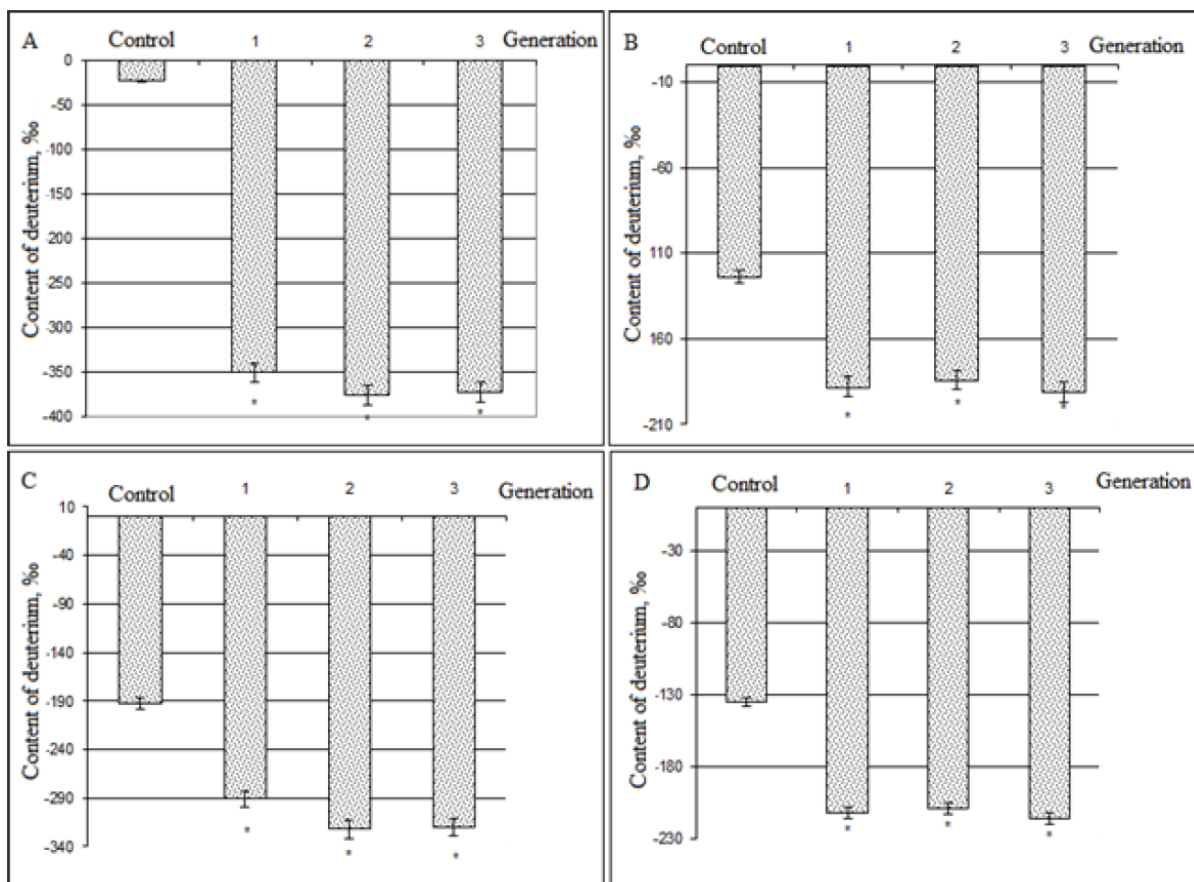 A
Control 1 2 3 Generation
0
-50
-100
-150
-200
-250
-300
-350
-400
Content of deuterium, ‰
* * *
B
Control 1 2 3 Generation
-10
-60
110
160
-210
Content of deuterium, ‰
* * *
C
Control 1 2 3 Generation
10
-40
-90
-140
-190
-240
-290
-340
Content of deuterium, ‰
* * *
D
Control 1 2 3 Generation
-30
-80
-130
-180
-230
Content of deuterium, ‰
* * *